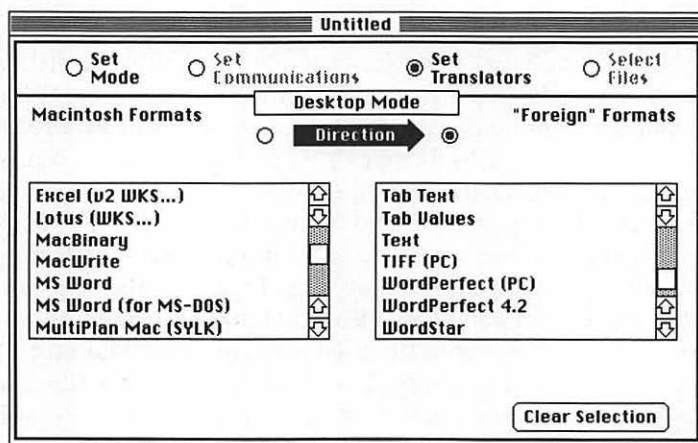 Untitled
Set Mode
Set Communications
Set Translators
Select Files
Desktop Mode
Macintosh Formats
"Foreign" Formats
Direction
Excel (v2 WKS...)
Lotus (WKS...)
MacBinary
MacWrite
MS Word
MS Word (for MS-DOS)
MultiPlan Mac (SYLK)
Tab Text
Tab Values
Text
TIFF (PC)
WordPerfect (PC)
WordPerfect 4.2
WordStar
Clear Selection